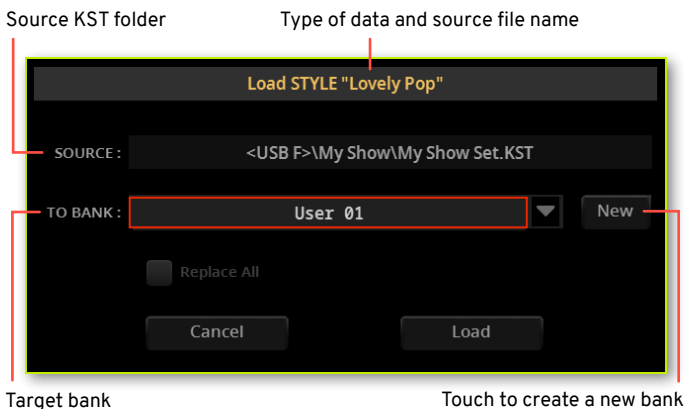 Source KST folder
Type of data and source file name
Load STYLE "Lovely Pop"
SOURCE :
<USB F>\My Show\My Show Set.KST
TO BANK :
User 01
New
Replace All
Cancel
Load
Target bank
Touch to create a new bank